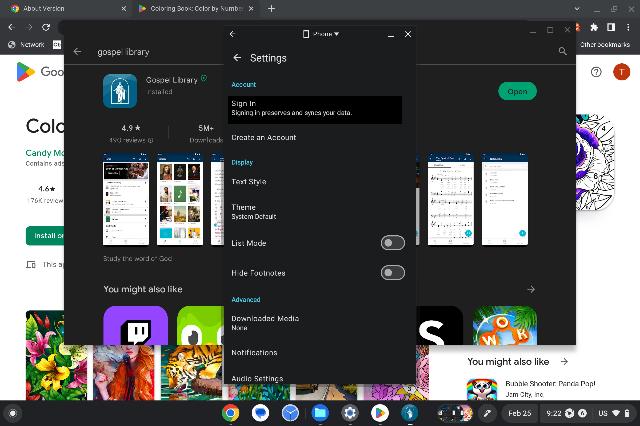 About Version
Coloring Book: Color by Number
Network
Other bookmarks
Phone
gospel library
Settings
Gospel Library
Installed
Open
T
Account
Sign In
Signing in preserves and syncs your data.
4.9★
5M+
490 reviews
Downloads
Create an Account
Display
Text Style
Theme
System Default
List Mode
Hide Footnotes
Study the word of God
You might also like
Advanced
Downloaded Media
None
Notifications
Audio Settings
Goo
Colo
Candy Mo
Contains ads
4.6★
176K review
Install on
This ap
WORK
S
You might also like
Bubble Shooter: Panda Pop!
Jam City, Inc.
Feb 25
9:22
US